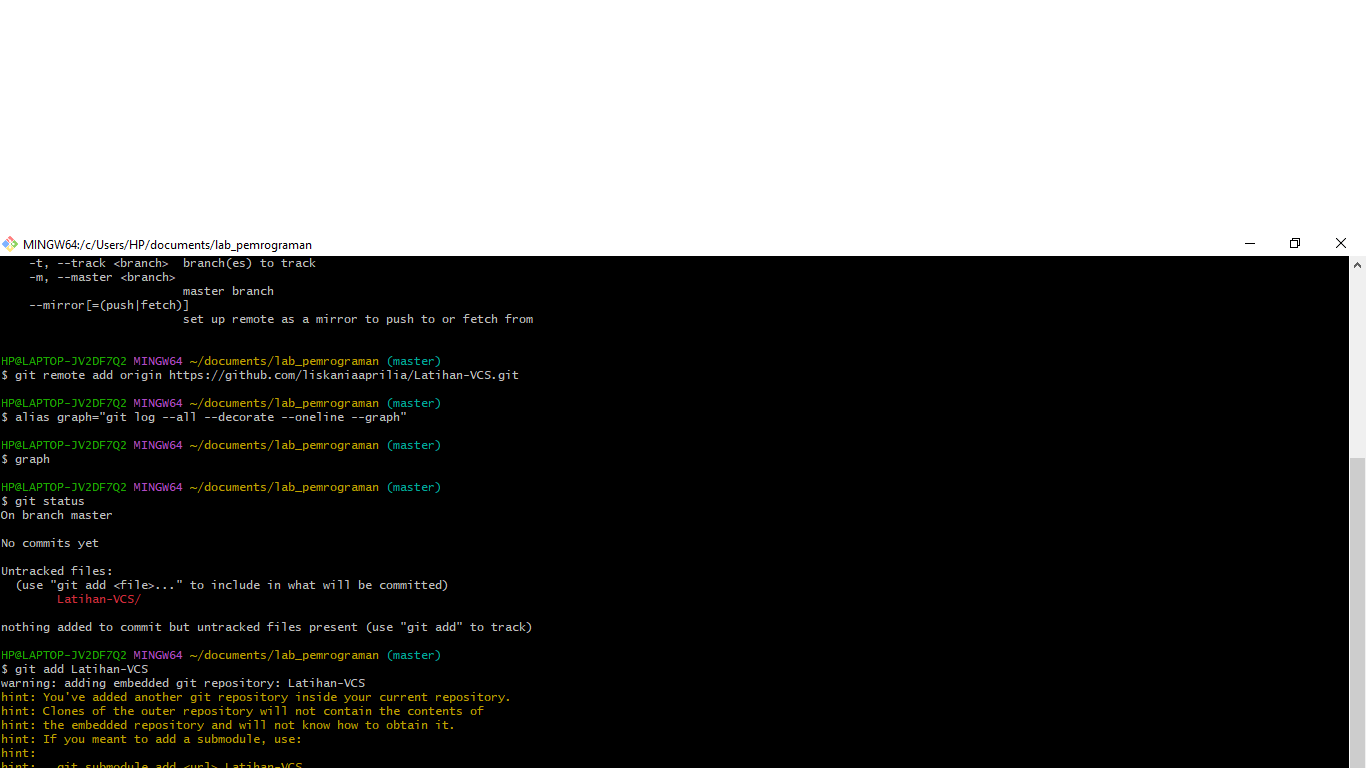 MINGW64:/c/Users/HP/documents/lab_pemrograman
-t, --track <branch>  branch(es) to track
-m, --master <branch>
master branch
--mirror[=(push|fetch)]
set up remote as a mirror to push to or fetch from
HP@LAPTOP-JV2DF7Q2 MINGW64 ~/documents/lab_pemrograman (master)
$ git remote add origin https://github.com/liskaniaaprilia/Latihan-VCS.git
HP@LAPTOP-JV2DF7Q2 MINGW64 ~/documents/lab_pemrograman (master)
$ alias graph="git log --all --decorate --oneline --graph"
HP@LAPTOP-JV2DF7Q2 MINGW64 ~/documents/lab_pemrograman (master)
$ graph
HP@LAPTOP-JV2DF7Q2 MINGW64 ~/documents/lab_pemrograman (master)
$ git status
On branch master
No commits yet
Untracked files:
(use "git add <file>..." to include in what will be committed)
Latihan-VCS/
nothing added to commit but untracked files present (use "git add" to track)
HP@LAPTOP-JV2DF7Q2 MINGW64 ~/documents/lab_pemrograman (master)
$ git add Latihan-VCS
warning: adding embedded git repository: Latihan-VCS
hint: You've added another git repository inside your current repository.
hint: Clones of the outer repository will not contain the contents of
hint: the embedded repository and will not know how to obtain it.
hint: If you meant to add a submodule, use:
hint:
hint:   git submodule add <url> Latihan-VCS